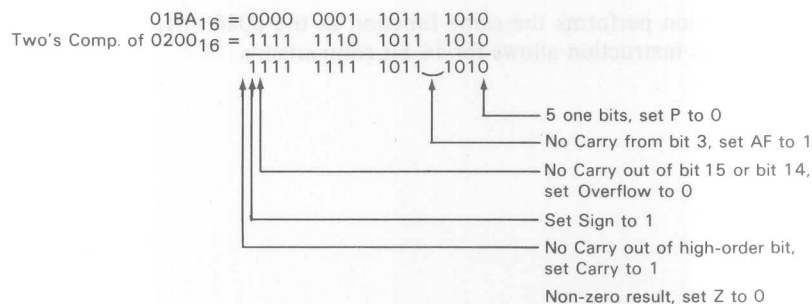 01BA16 = 0000 0001 1011 1010
Two's Comp. of 020016 = 1111 1110 1011 1010
1111 1111 1011 1010
5 one bits, set P to 0
No Carry from bit 3, set AF to 1
No Carry out of bit 15 or bit 14,
set Overflow to 0
Set Sign to 1
No Carry out of high-order bit,
set Carry to 1
Non-zero result, set Z to 0